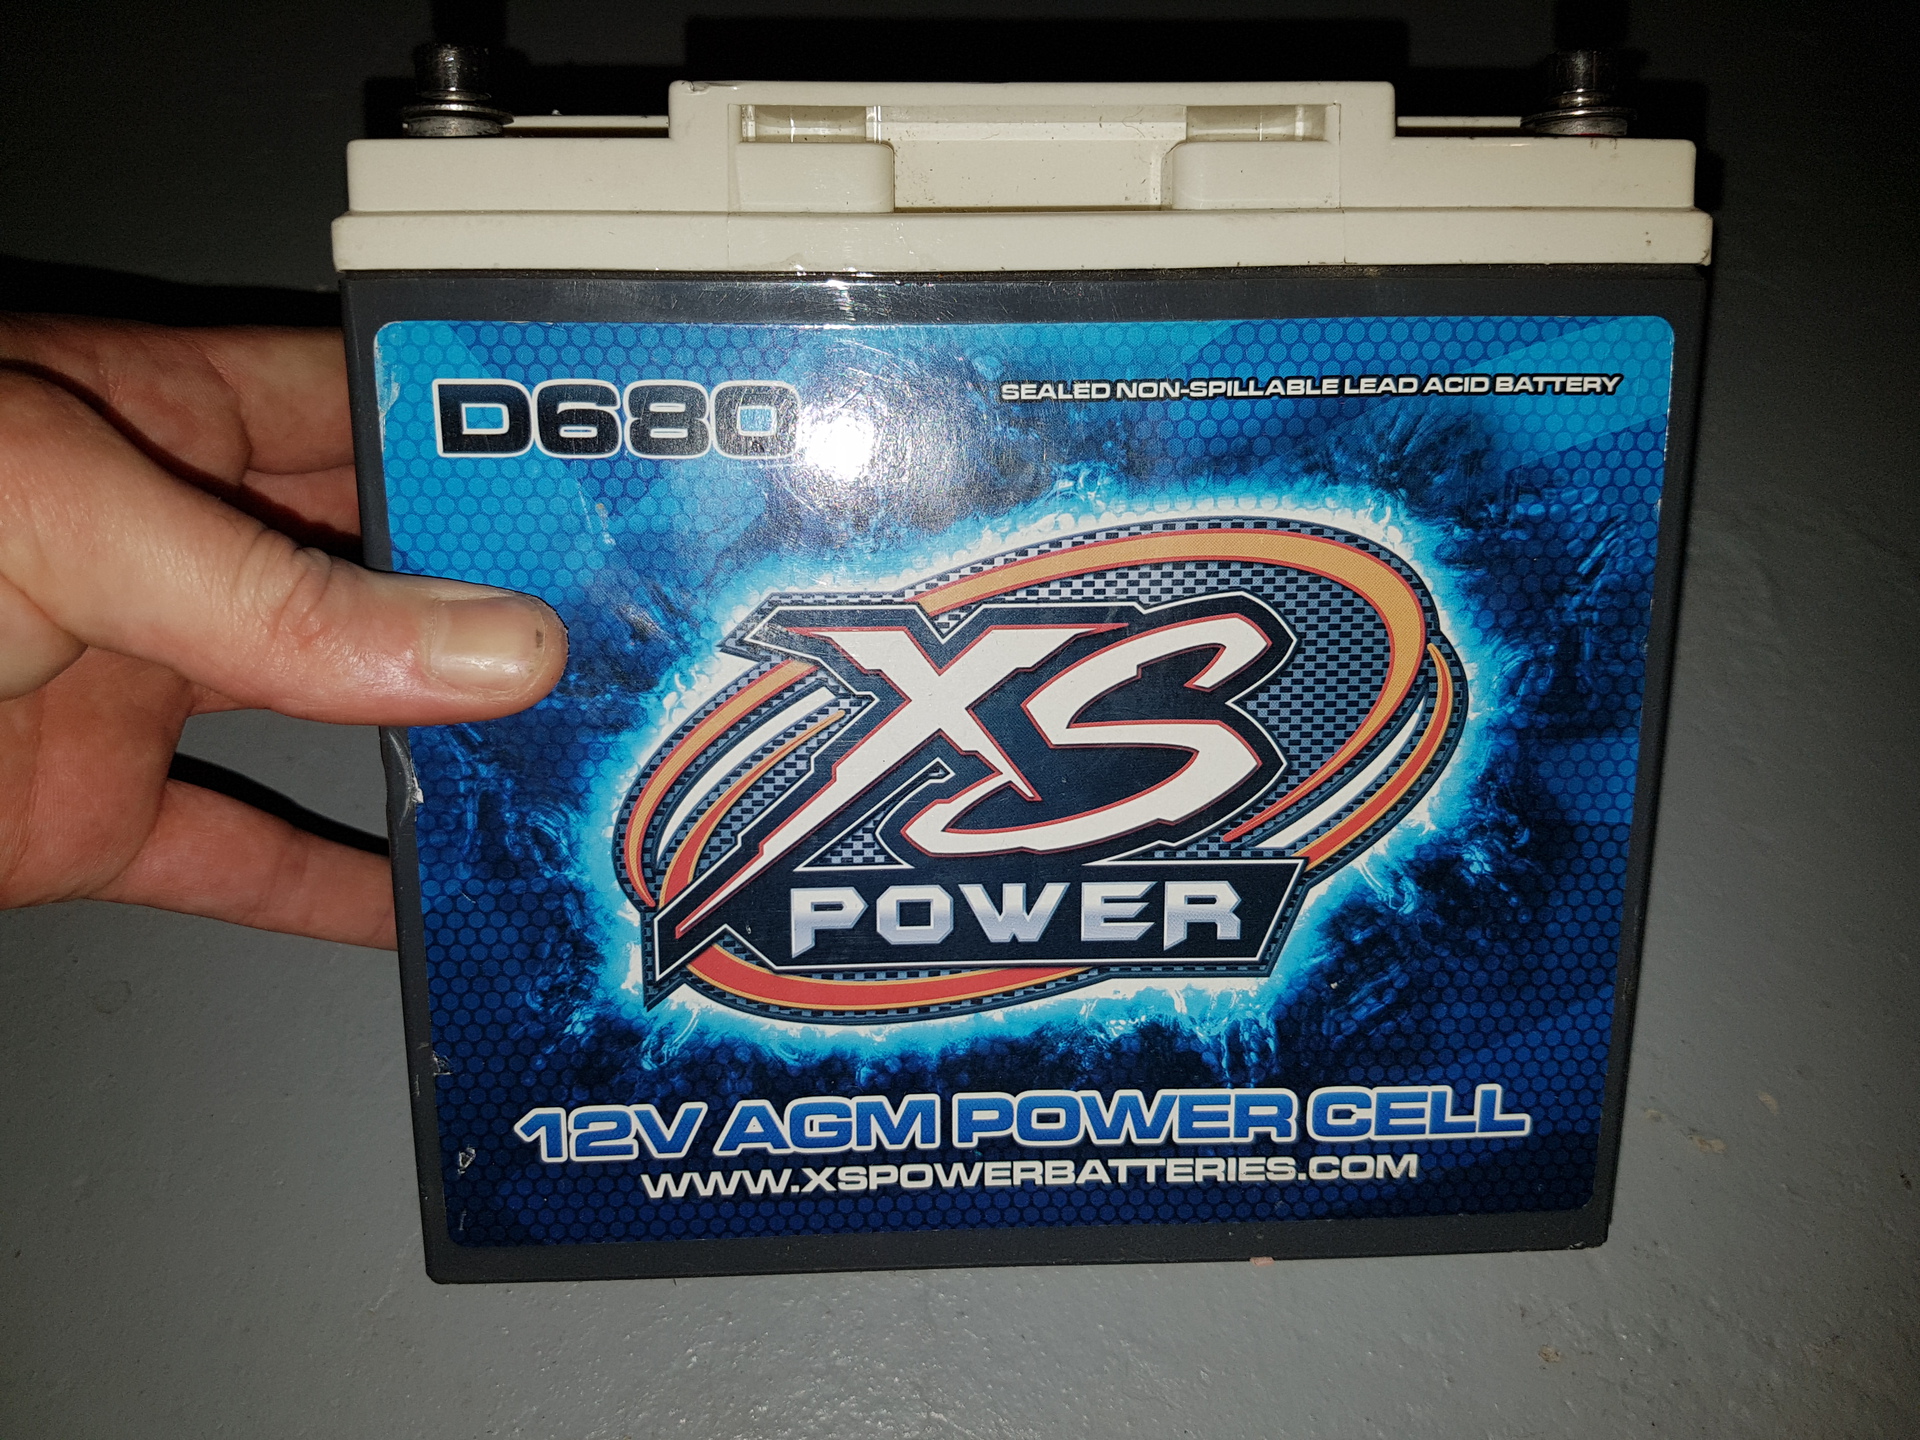 D680
SEALED NON-SPILLABLE LEAD ACID BATTERY
XS
POWER
12V AGM POWER CELL
WWW.XSPOWERBATTERIES.COM